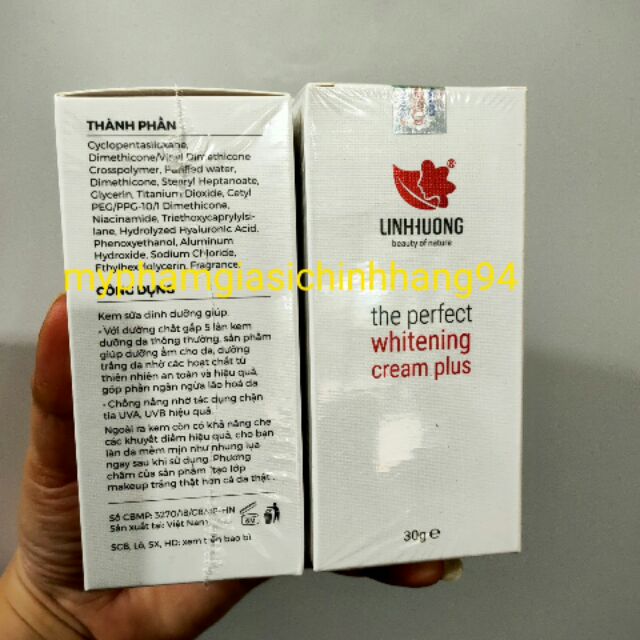 THÀNH PHẦN
Cyclopentasiloxane,
Dimethicone/Vinyl Dimethicone
Crosspolymer, Purified water,
Dimethicone, Stearyl Heptanoate,
Glycerin, Titanium Dioxide, Cetyl
PEG/PPG-10/1 Dimethicone,
Niacinamide, Triethoxycaprylylsi-
lane, Hydrolyzed Hyaluronic Acid,
Phenoxyethanol, Aluminum
Hydroxide, Sodium Chloride,
Ethylhexylglycerin, Fragrance.
myphamgiasichinhhang94
CÔNG DỤNG
Kem sữa dinh dưỡng giúp:
- Với dưỡng chất gấp 5 lần kem
dưỡng da thông thường, sản phẩm
giúp dưỡng ẩm cho da, dưỡng
trắng da nhờ các hoạt chất từ
thiên nhiên an toàn và hiệu quả,
góp phần ngăn ngừa lão hoá da
- Chống nắng nhờ tác dụng chặn
tia UVA, UVB hiệu quả.
Ngoài ra kem còn có khả năng che
các khuyết điểm hiệu quả, cho bạn
làn da mềm mịn như nhung lụa
ngay sau khi sử dụng. Phương
châm của sản phẩm "tạo lớp
makeup trắng thật hơn cả da thật
Số CBMP: 3270/18/CBMP-HN
Sản xuất tại: Việt Nam
SCB, Lô, SX, HD: xem trên bao bì
LINHHUONG
beauty of nature
the perfect
whitening
cream plus
30g e